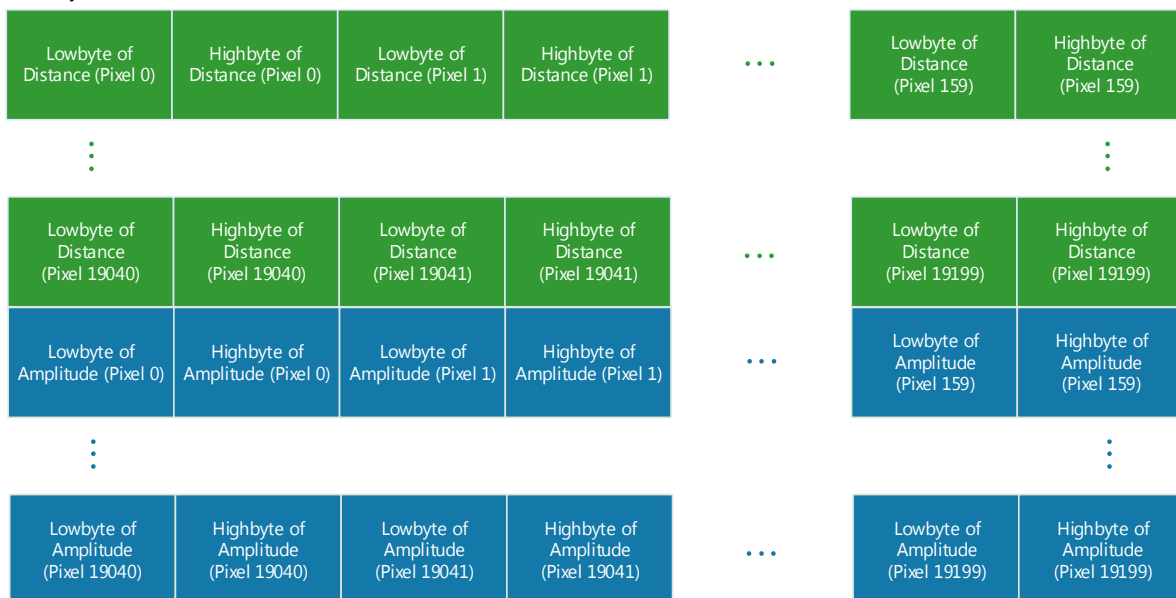 Lowbyte of
Distance (Pixel 0)
Highbyte of
Distance (Pixel 0)
Lowbyte of
Distance (Pixel 1)
Highbyte of
Distance (Pixel 1)
...
Lowbyte of
Distance
(Pixel 159)
Highbyte of
Distance
(Pixel 159)
Lowbyte of
Distance
(Pixel 19040)
Highbyte of
Distance
(Pixel 19040)
Lowbyte of
Distance
(Pixel 19041)
Highbyte of
Distance
(Pixel 19041)
...
Lowbyte of
Distance
(Pixel 19199)
Highbyte of
Distance
(Pixel 19199)
Lowbyte of
Amplitude (Pixel 0)
Highbyte of
Amplitude (Pixel 0)
Lowbyte of
Amplitude (Pixel 1)
Highbyte of
Amplitude (Pixel 1)
...
Lowbyte of
Amplitude
(Pixel 159)
Highbyte of
Amplitude
(Pixel 159)
Lowbyte of
Amplitude
(Pixel 19040)
Highbyte of
Amplitude
(Pixel 19040)
Lowbyte of
Amplitude
(Pixel 19041)
Highbyte of
Amplitude
(Pixel 19041)
...
Lowbyte of
Amplitude
(Pixel 19199)
Highbyte of
Amplitude
(Pixel 19199)